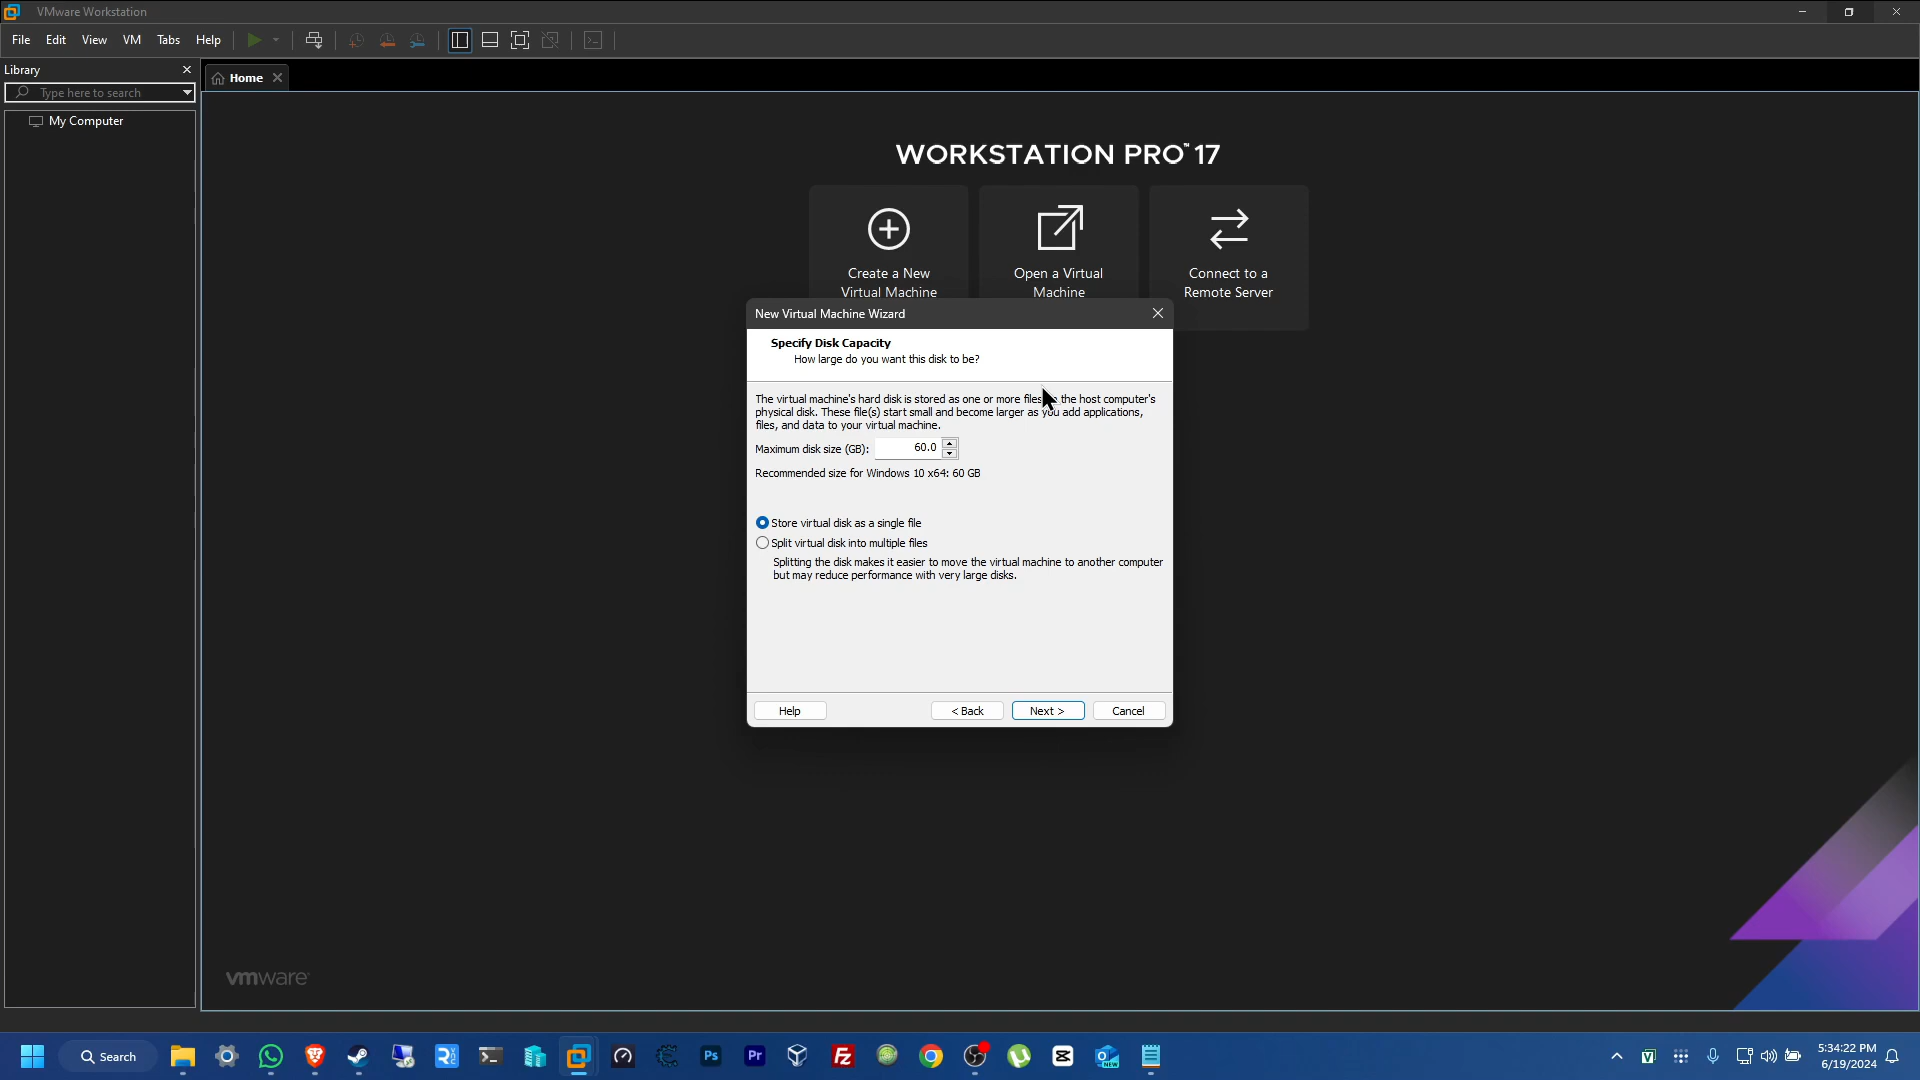 VMware Workstation
File Edit View VM Tabs Help
Library
Type here to search
My Computer
Home
WORKSTATION PRO™ 17
Create a New
Virtual Machine
Open a Virtual
Machine
Connect to a
Remote Server
New Virtual Machine Wizard
Specify Disk Capacity
How large do you want this disk to be?
The virtual machine's hard disk is stored as one or more files the host computer's
physical disk. These file(s) start small and become larger as you add applications,
files, and data to your virtual machine.
Maximum disk size (GB): 60.0
Recommended size for Windows 10 x64: 60 GB
Store virtual disk as a single file
Split virtual disk into multiple files
Splitting the disk makes it easier to move the virtual machine to another computer
but may reduce performance with very large disks.
Help < Back Next > Cancel
vmware
Search
Ps
Pr
Fz
NEW
5:34:22 PM
6/19/2024